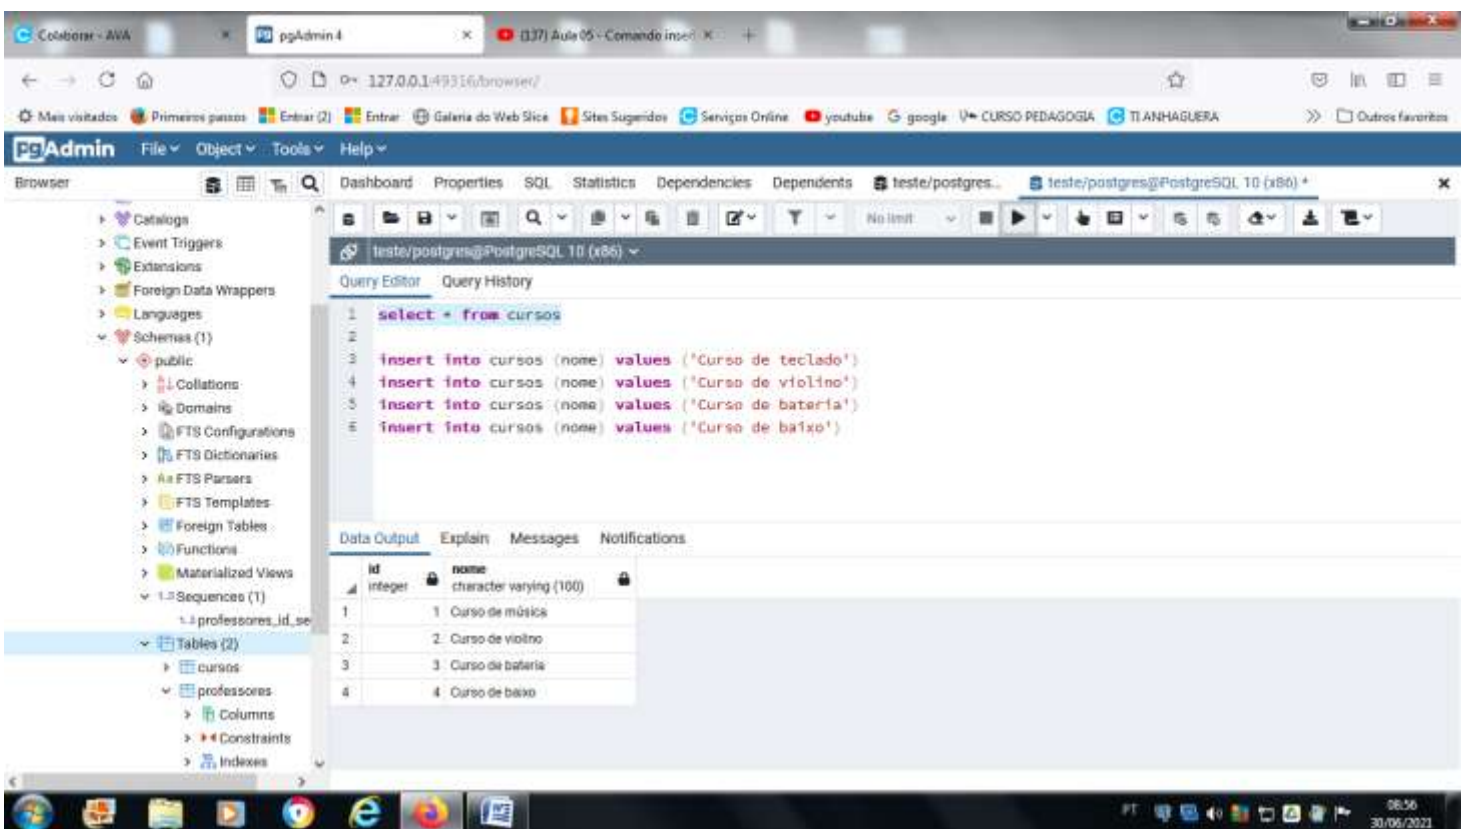 Colaborar - AVA
pgAdmin 4
(137) Aula 05 - Comando inser
127.0.0.1:49316/browser/
Mais visitados Primeiros passos Entrar (2) Entrar Galeria do Web Slice Sites Sugeridos Serviços Online youtube google CURSO PEDAGOGIA TI ANHAGUERA Outros favoritos
pgAdmin File Object Tools Help
Browser
Dashboard Properties SQL Statistics Dependencies Dependents teste/postgres... teste/postgres@PostgreSQL 10 (x86) *
No limit
teste/postgres@PostgreSQL 10 (x86)
Query Editor Query History
Catalogs
Event Triggers
Extensions
Foreign Data Wrappers
Languages
Schemas (1)
public
Collations
Domains
FTS Configurations
FTS Dictionaries
FTS Parsers
FTS Templates
Foreign Tables
Functions
Materialized Views
1..3 Sequences (1)
1..3 professores_id_se
Tables (2)
cursos
professores
Columns
Constraints
Indexes
1 select * from cursos
2
3 insert into cursos (nome) values ('Curso de teclado')
4 insert into cursos (nome) values ('Curso de violino')
5 insert into cursos (nome) values ('Curso de bateria')
6 insert into cursos (nome) values ('Curso de baixo')
Data Output Explain Messages Notifications
id nome
integer character varying (100)
1 1 Curso de música
2 2 Curso de violino
3 3 Curso de bateria
4 4 Curso de baixo
PT
08:56
30/06/2021